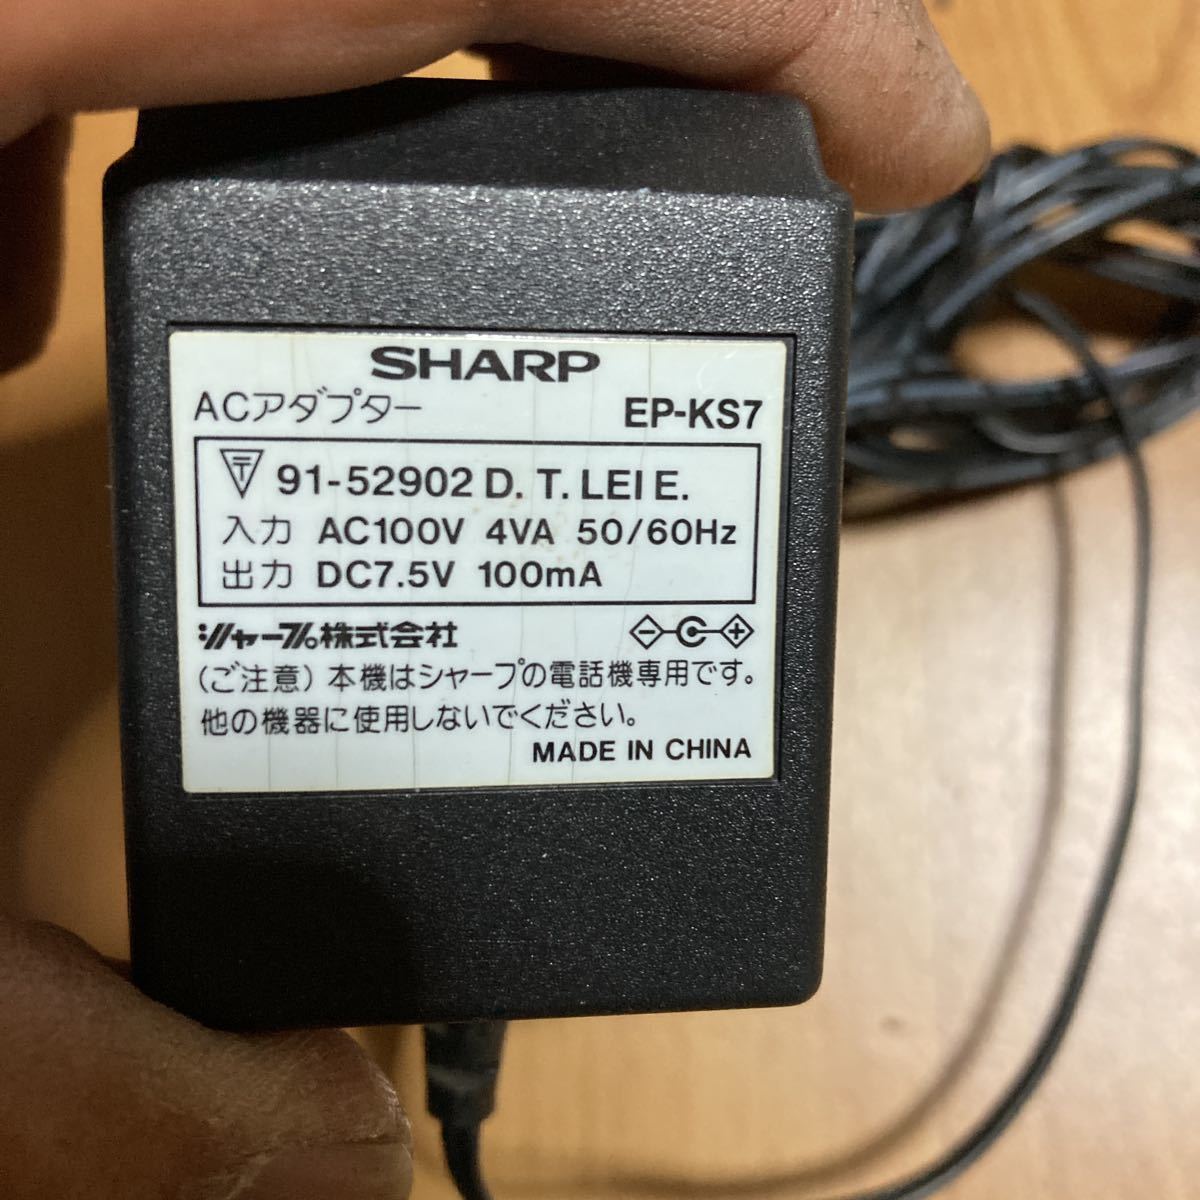 SHARP
ACアダプター EP-KS7
〒 91-52902 D. T. LEI E.
入力 AC100V 4VA 50/60Hz
出力 DC7.5V 100mA
シャープ株式会社
(ご注意) 本機はシャープの電話機専用です。
他の機器に使用しないでください。
MADE IN CHINA